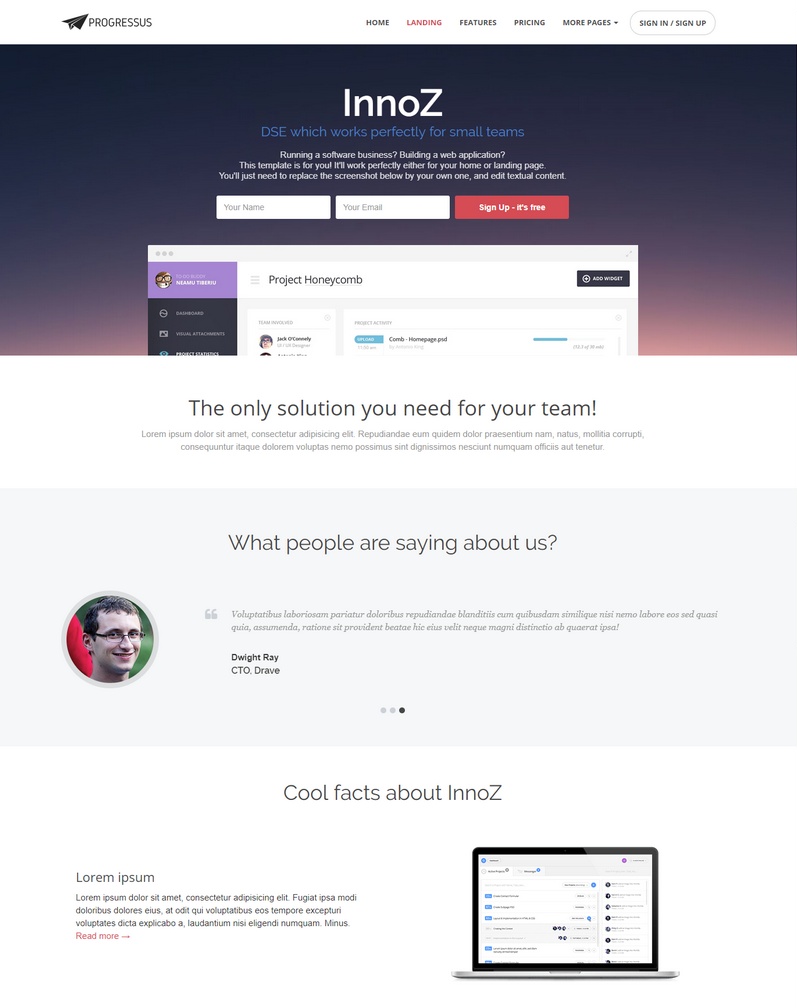 PROGRESSUS
HOME LANDING FEATURES PRICING MORE PAGES SIGN IN / SIGN UP
InnoZ
DSE which works perfectly for small teams
Running a software business? Building a web application?
This template is for you! It'll work perfectly either for your home or landing page.
You'll just need to replace the screenshot below by your own one, and edit textual content.
Your Name Your Email Sign Up - it's free
NEAMU TIBERIU
Project Honeycomb
ADD WIDGET
DASHBOARD
VISUAL ATTACHMENTS
PROJECT STATISTICS
TEAM INVOLVED
Jack O'Connely
UI / UX Designer
PROJECT ACTIVITY
UPLOAD Comb - Homepage.psd
The only solution you need for your team!
Lorem ipsum dolor sit amet, consectetur adipisicing elit. Repudiandae eum quidem dolor praesentium nam, natus, mollitia corrupti,
consequuntur itaque dolorem voluptas nemo possimus sint dignissimos nesciunt numquam officiis aut tenetur.
What people are saying about us?
Voluptatibus laboriosam pariatur doloribus repudiandae blanditiis cum quibusdam similique nisi nemo labore eos sed quasi
quia, assumenda, ratione sit provident beatae hic eius velit neque magni distinctio ab quaerat ipsa!
Dwight Ray
CTO, Drave
Cool facts about InnoZ
Lorem ipsum
Lorem ipsum dolor sit amet, consectetur adipisicing elit. Fugiat ipsa modi
doloribus dolores eius, at odit qui voluptatibus eos tempore excepturi
voluptates dicta explicabo a, laudantium nisi eligendi numquam. Minus.
Read more →